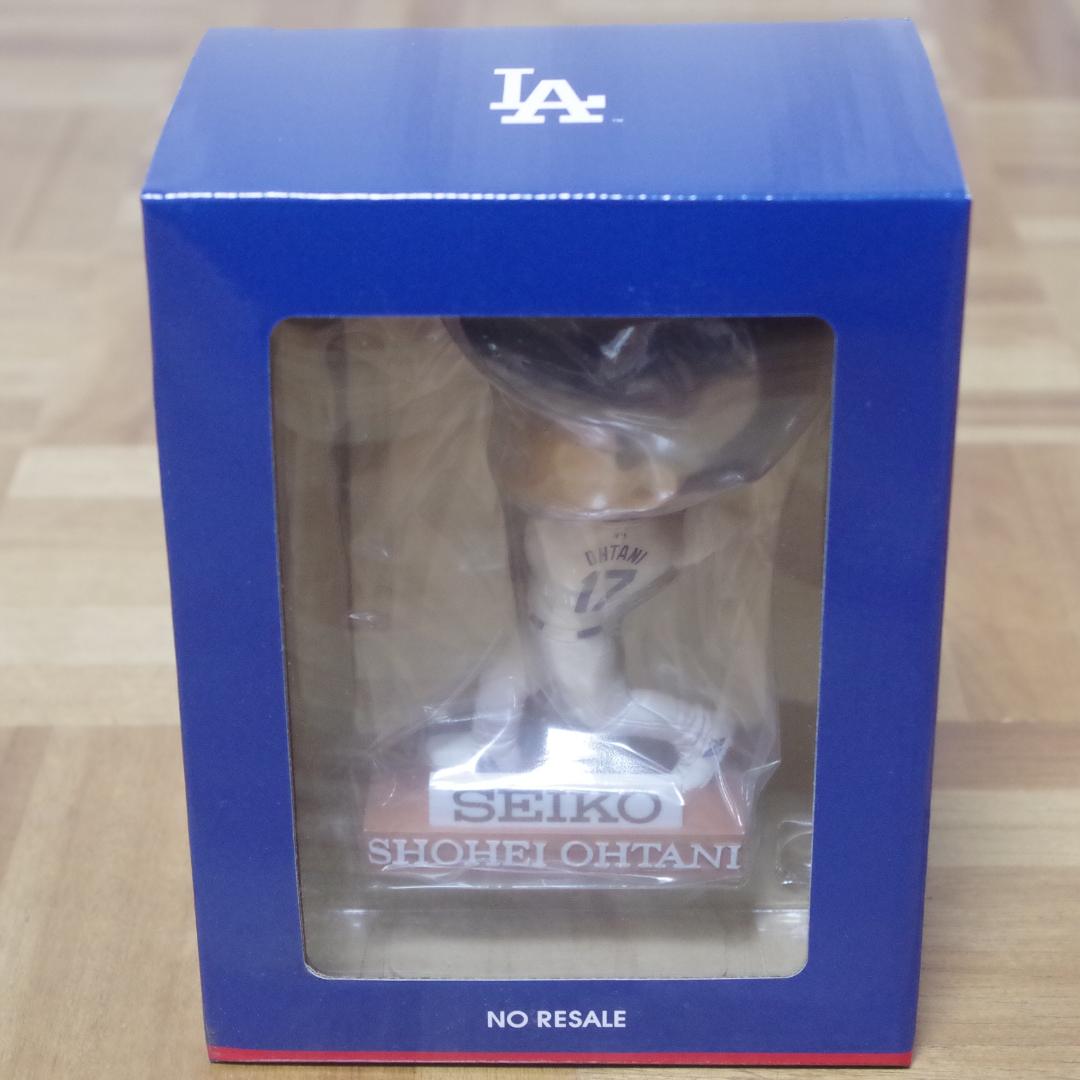 LA
OHTANI
17
SEIKO
SHOHEI OHTANI
NO RESALE